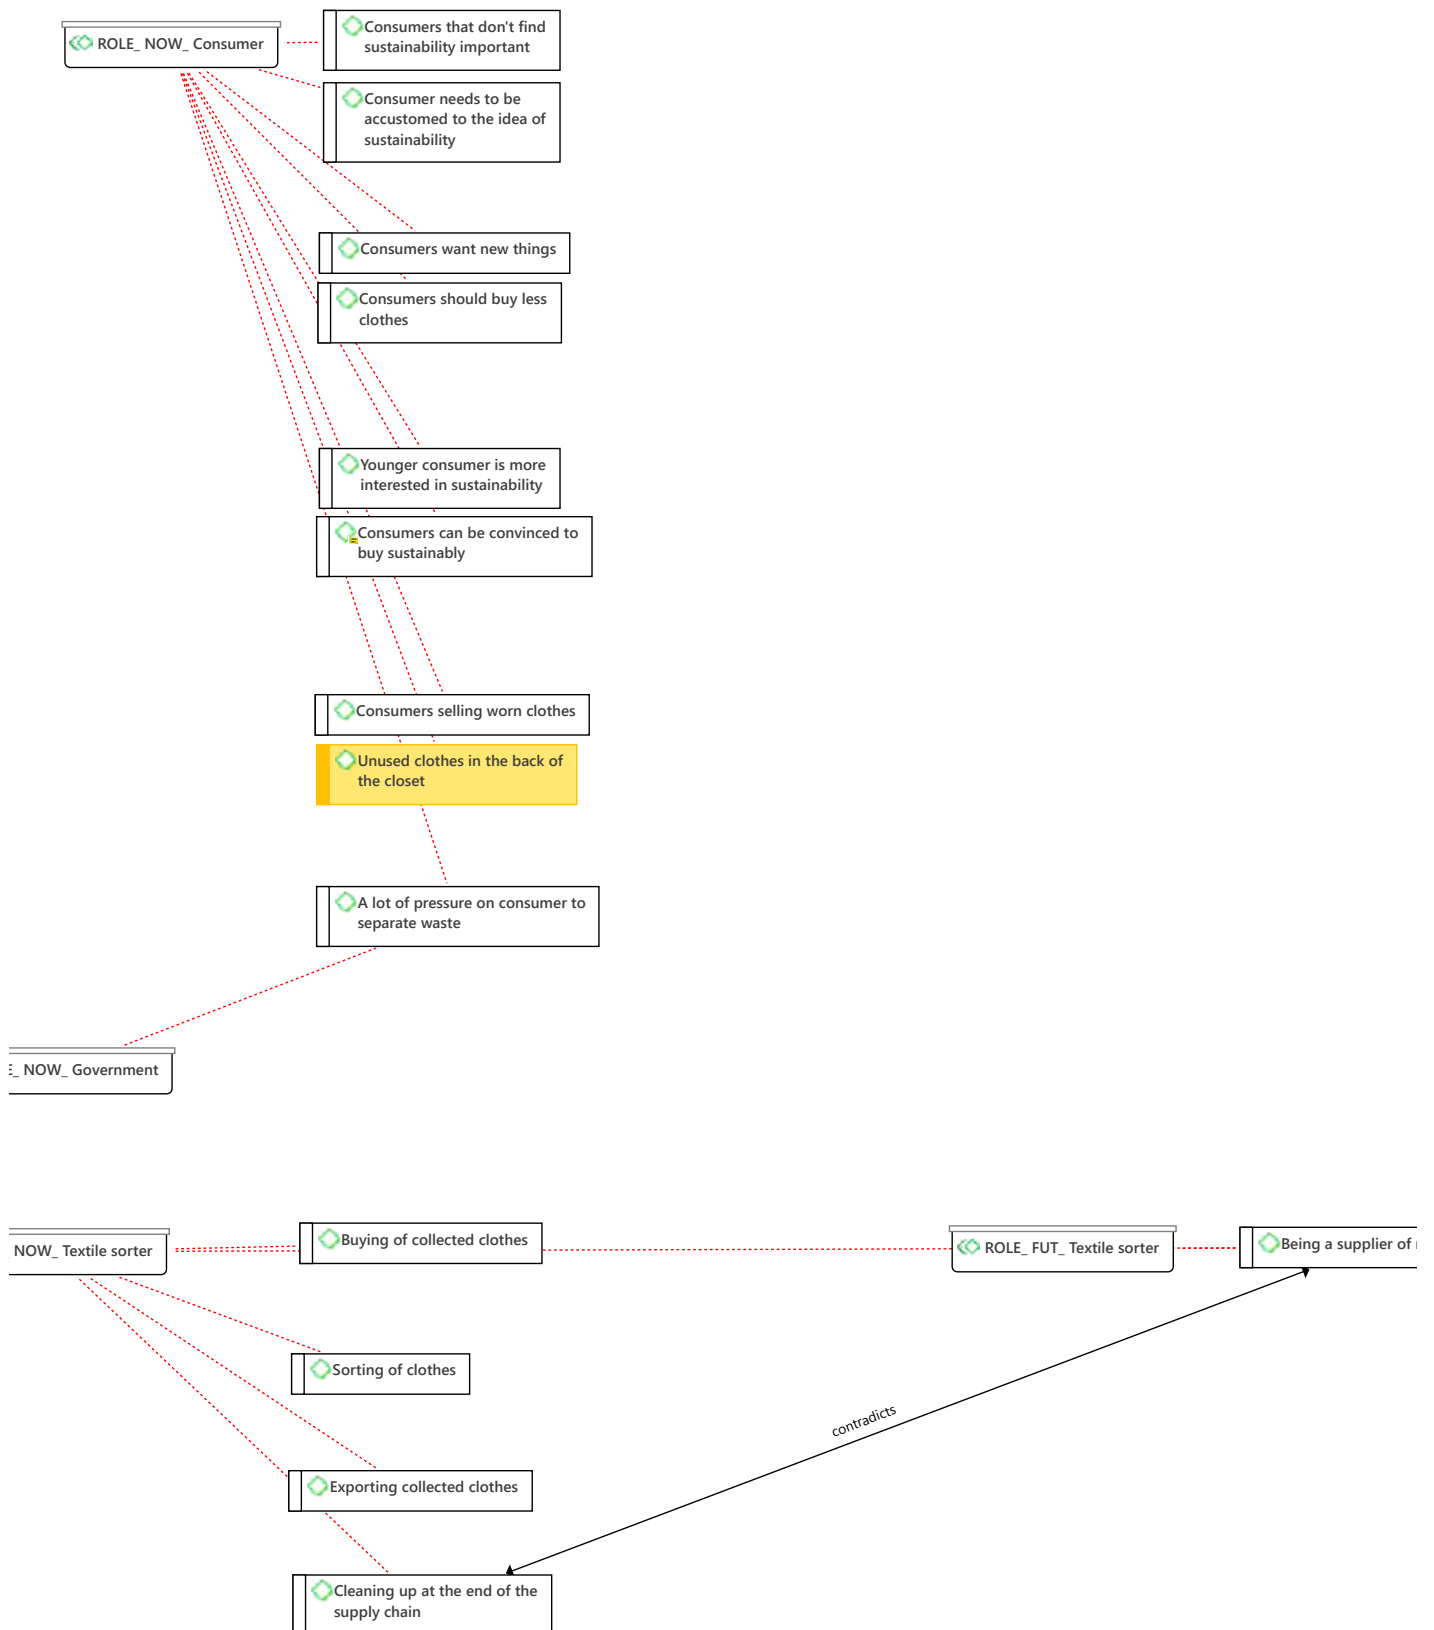 ROLE_ NOW_ Consumer
Consumers that don't find
sustainability important
Consumer needs to be
accustomed to the idea of
sustainability
Consumers want new things
Consumers should buy less
clothes
Younger consumer is more
interested in sustainability
Consumers can be convinced to
buy sustainably
Consumers selling worn clothes
Unused clothes in the back of
the closet
A lot of pressure on consumer to
separate waste
NOW_ Government
NOW_ Textile sorter
Buying of collected clothes
ROLE_ FUT_ Textile sorter
Being a supplier of
Sorting of clothes
contradicts
Exporting collected clothes
Cleaning up at the end of the
supply chain